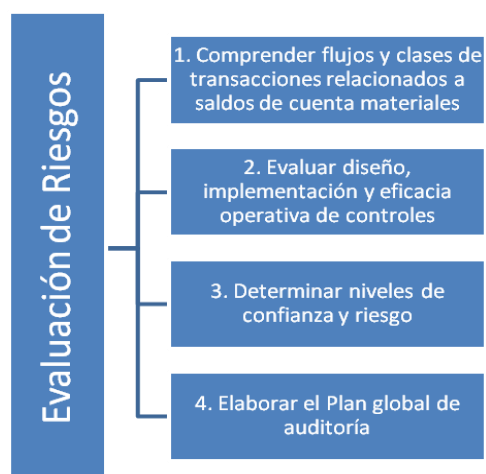 Evaluación de Riesgos
1. Comprender flujos y clases de
transacciones relacionados a
saldos de cuenta materiales
2. Evaluar diseño,
implementación y eficacia
operativa de controles
3. Determinar niveles de
confianza y riesgo
4. Elaborar el Plan global de
auditoría